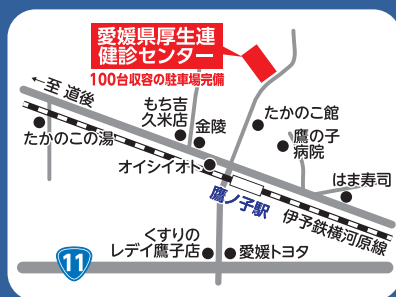 愛媛県厚生連
健診センター
100台収容の駐車場完備
←至 道後
もち吉
久米店
金陵
たかのこ館
鷹の子
病院
たかのこの湯
オイシイオト
はま寿司
鷹ノ子駅
伊予鉄横河原線
くすりの
レデイ鷹子店
愛媛トヨタ
11